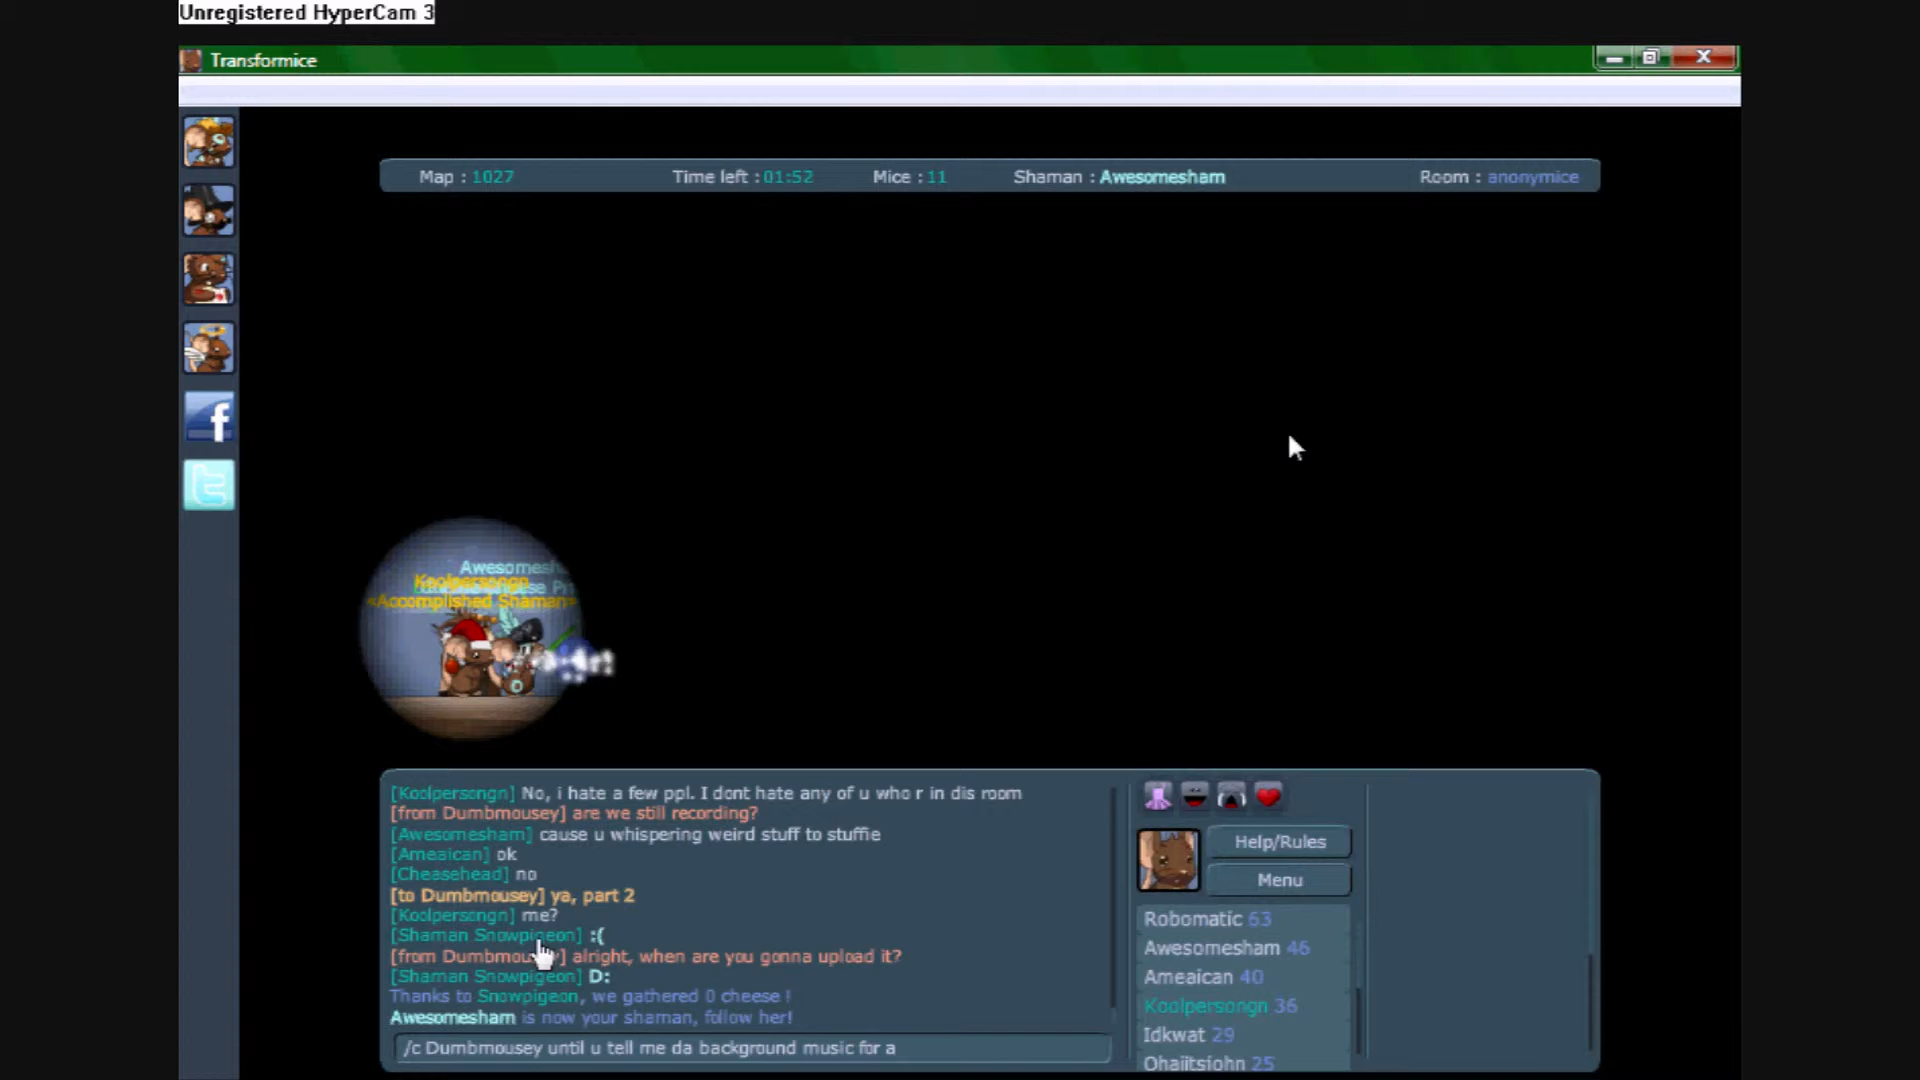 Unregistered HyperCam 3
Transformice
Map : 1027 Time left : 01:52 Mice : 11 Shaman : Awesomesham Room : anonymice
Koolpersongn
<Accomplished Shaman>
[Koolpersongn] No, i hate a few ppl. I dont hate any of u who r in dis room
[from Dumbmousey] are we still recording?
[Awesomesham] cause u whispering weird stuff to stuffie
[Ameaican] ok
[Cheasehead] no
[to Dumbmousey] ya, part 2
[Koolpersongn] me?
[Shaman Snowpigeon] :(
[from Dumbmousey] alright, when are you gonna upload it?
[Shaman Snowpigeon] D:
Thanks to Snowpigeon, we gathered 0 cheese !
Awesomesham is now your shaman, follow her!
/c Dumbmousey until u tell me da background music for a
Help/Rules
Menu
Robomatic 63
Awesomesham 46
Ameaican 40
Koolpersongn 36
Idkwat 29
Ohaiitsjohn 25